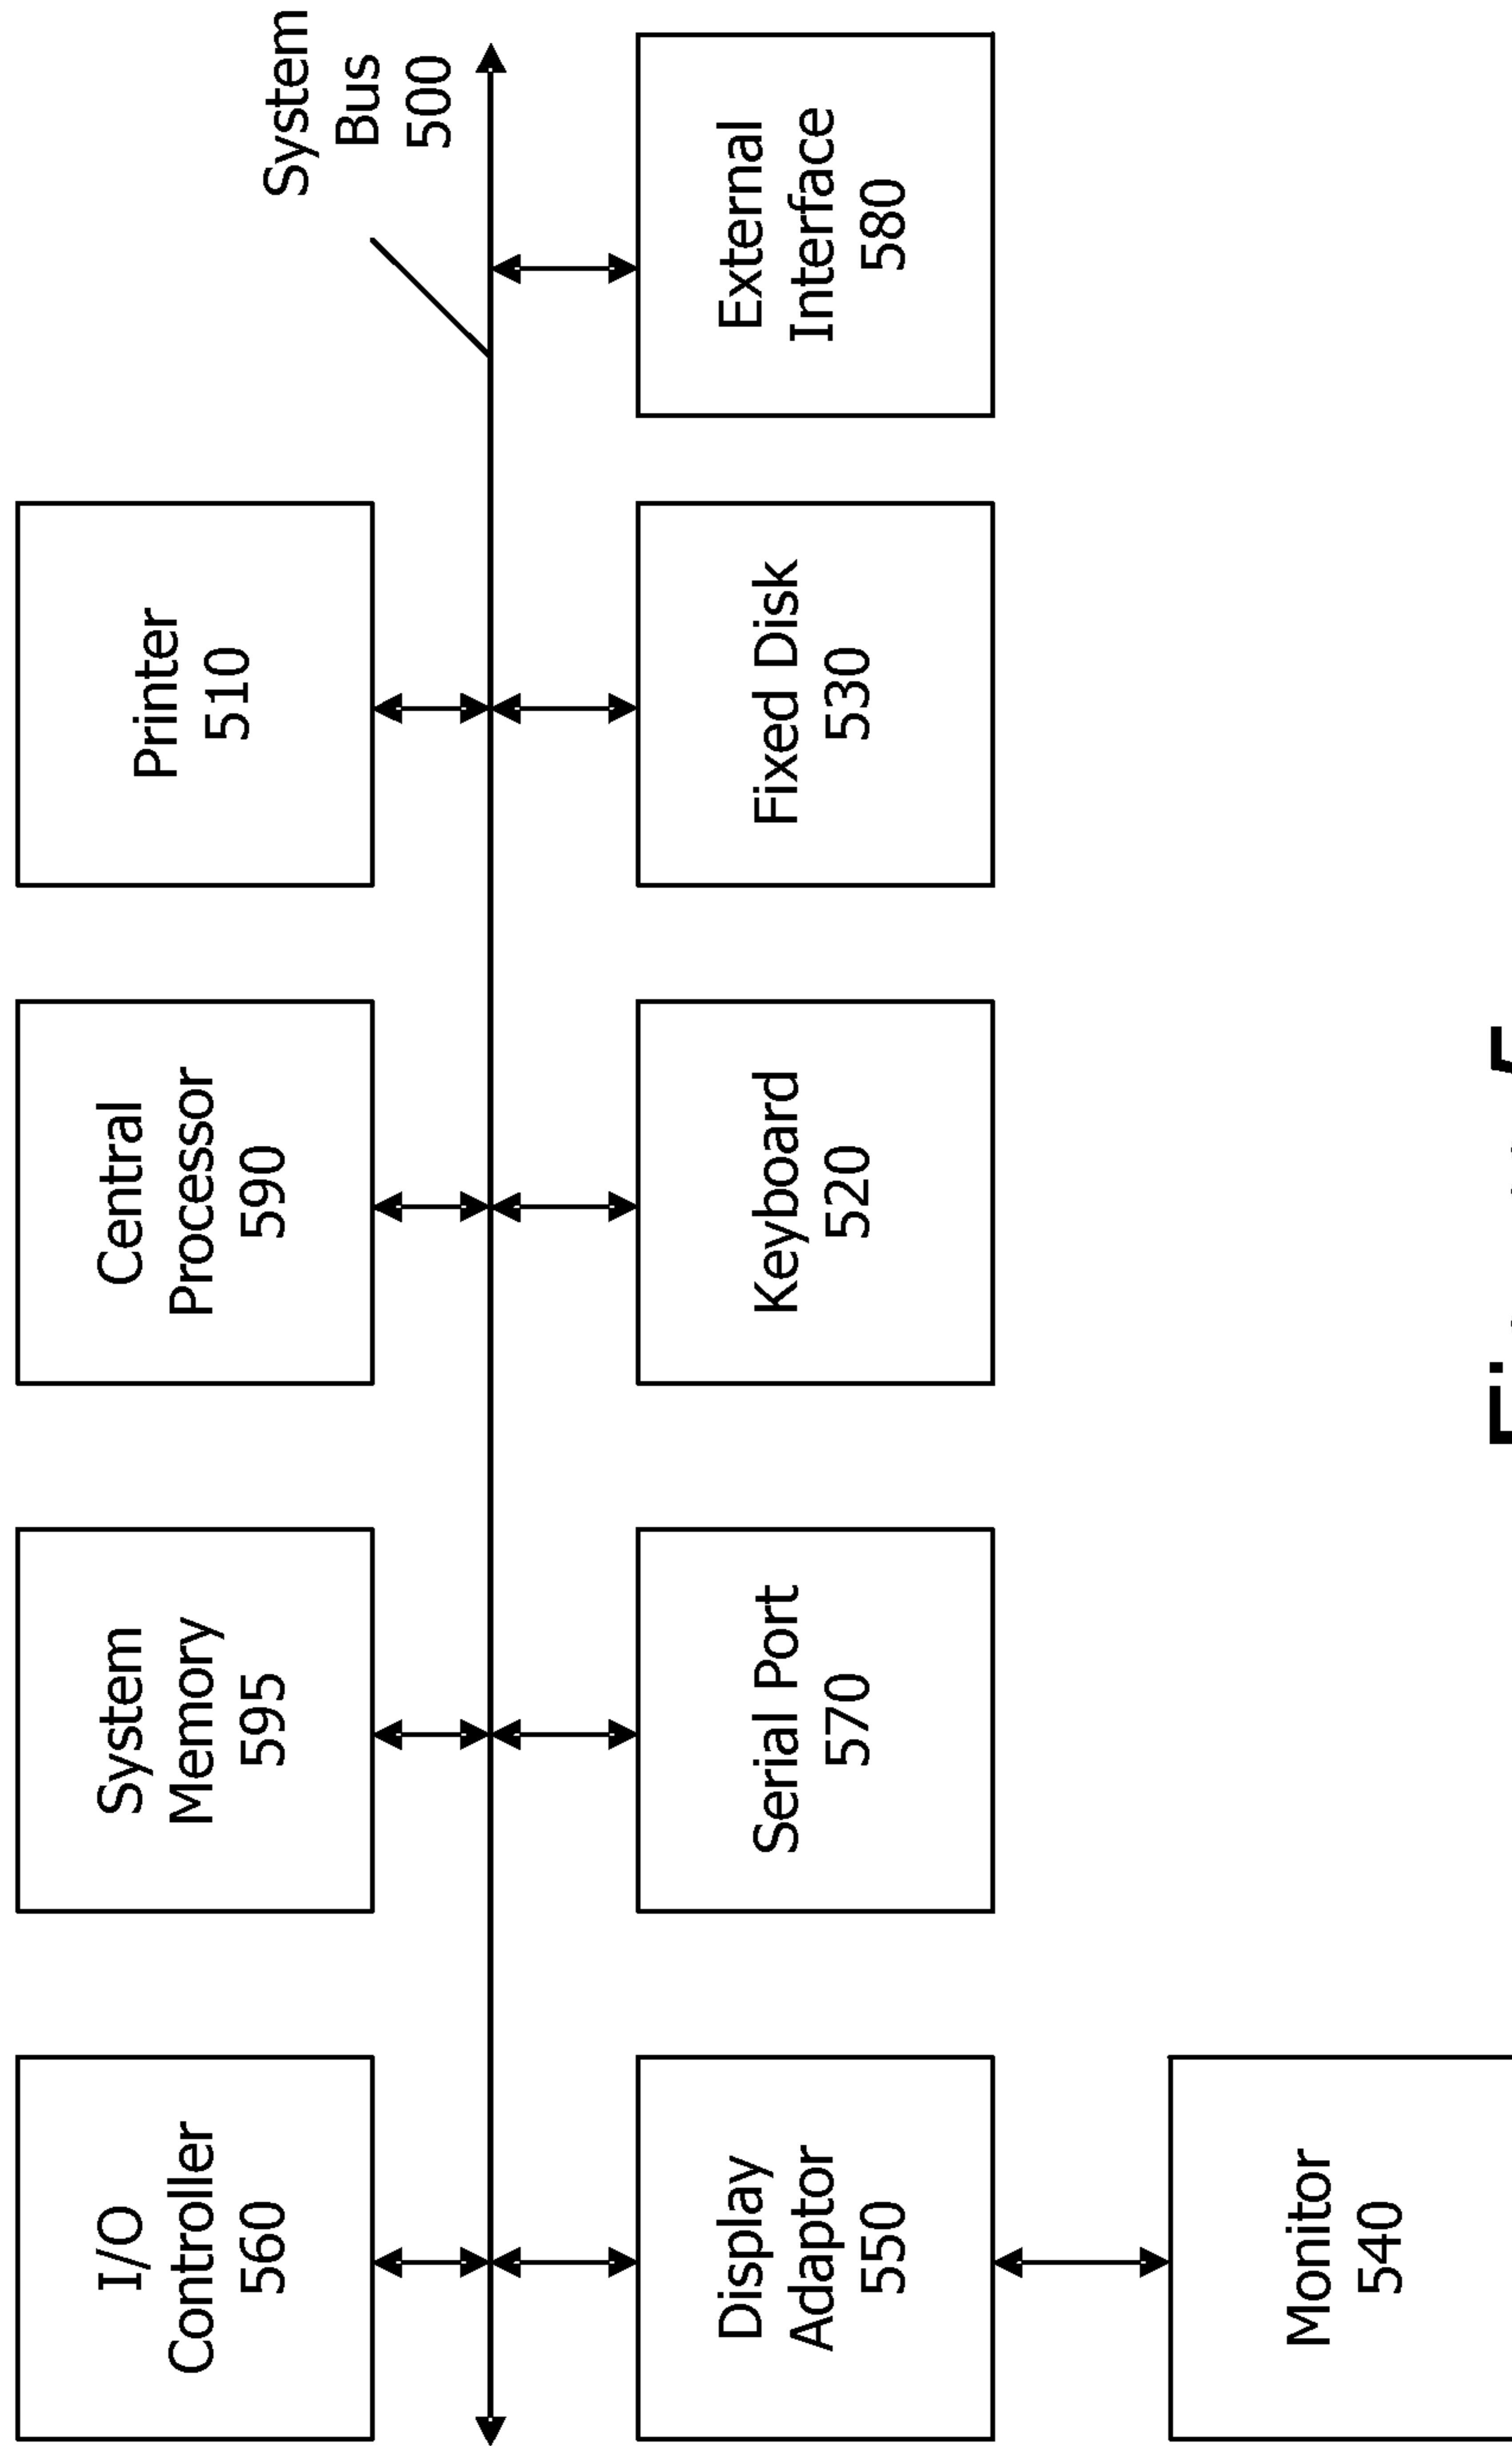 I/O
Controller
560
System
Memory
595
Central
Processor
590
Printer
510
System
Bus
500
Display
Adaptor
550
Serial Port
570
Keyboard
520
Fixed Disk
530
External
Interface
580
Monitor
540